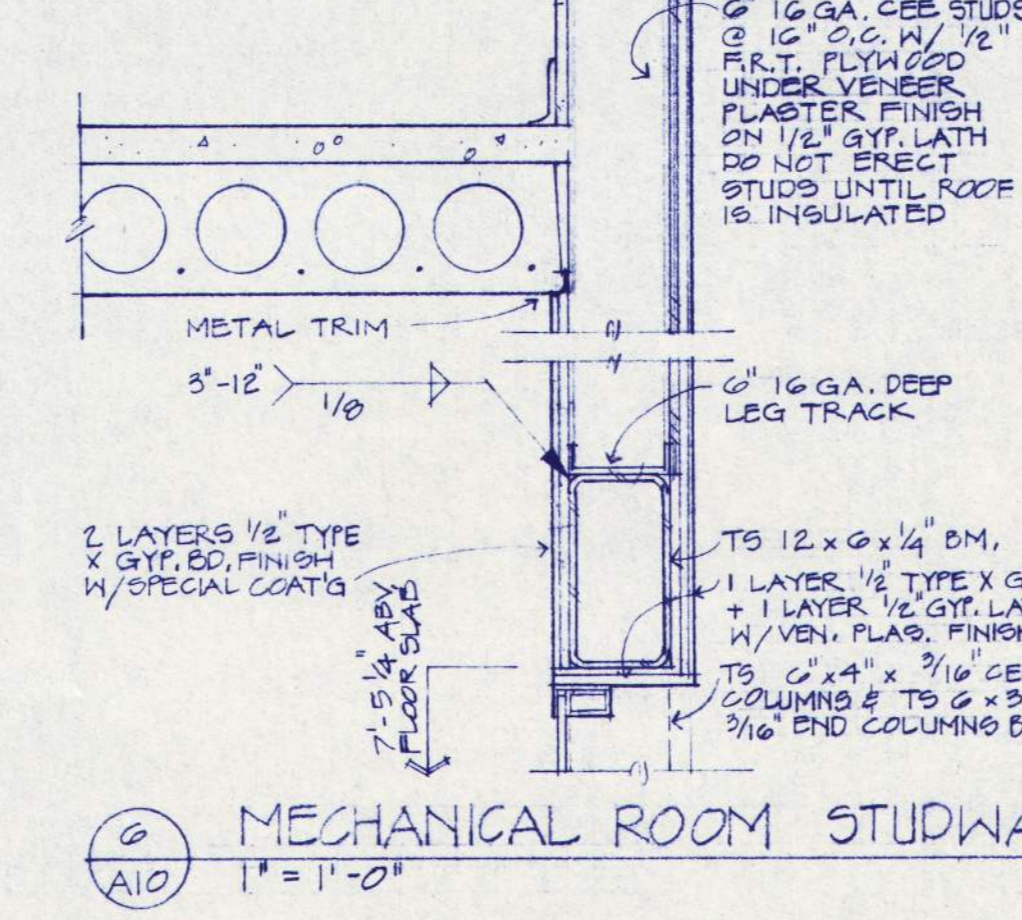 6" 16 GA. CEE STUDS
@ 16" O.C. W/ 1/2"
F.R.T. PLYWOOD
UNDER VENEER
PLASTER FINISH
ON 1/2" GYP. LATH
DO NOT ERECT
STUDS UNTIL ROOF
IS INSULATED
METAL TRIM
3"-12"
1/8
6" 16 GA. DEEP
LEG TRACK
2 LAYERS 1/2" TYPE
X GYP. BD. FINISH
W/SPECIAL COAT'G
7'-5 1/4" ABV.
FLOOR SLAB
TS 12 x 6 x 1/4" BM.
1 LAYER 1/2" TYPE X G
+ 1 LAYER 1/2" GYP. LA
W/VEN. PLAS. FINISH
TS 6" x 4" x 3/16" CE
COLUMNS & TS 6 x 3
3/16" END COLUMNS B
6
A10
MECHANICAL ROOM STUDWA
1" = 1'-0"